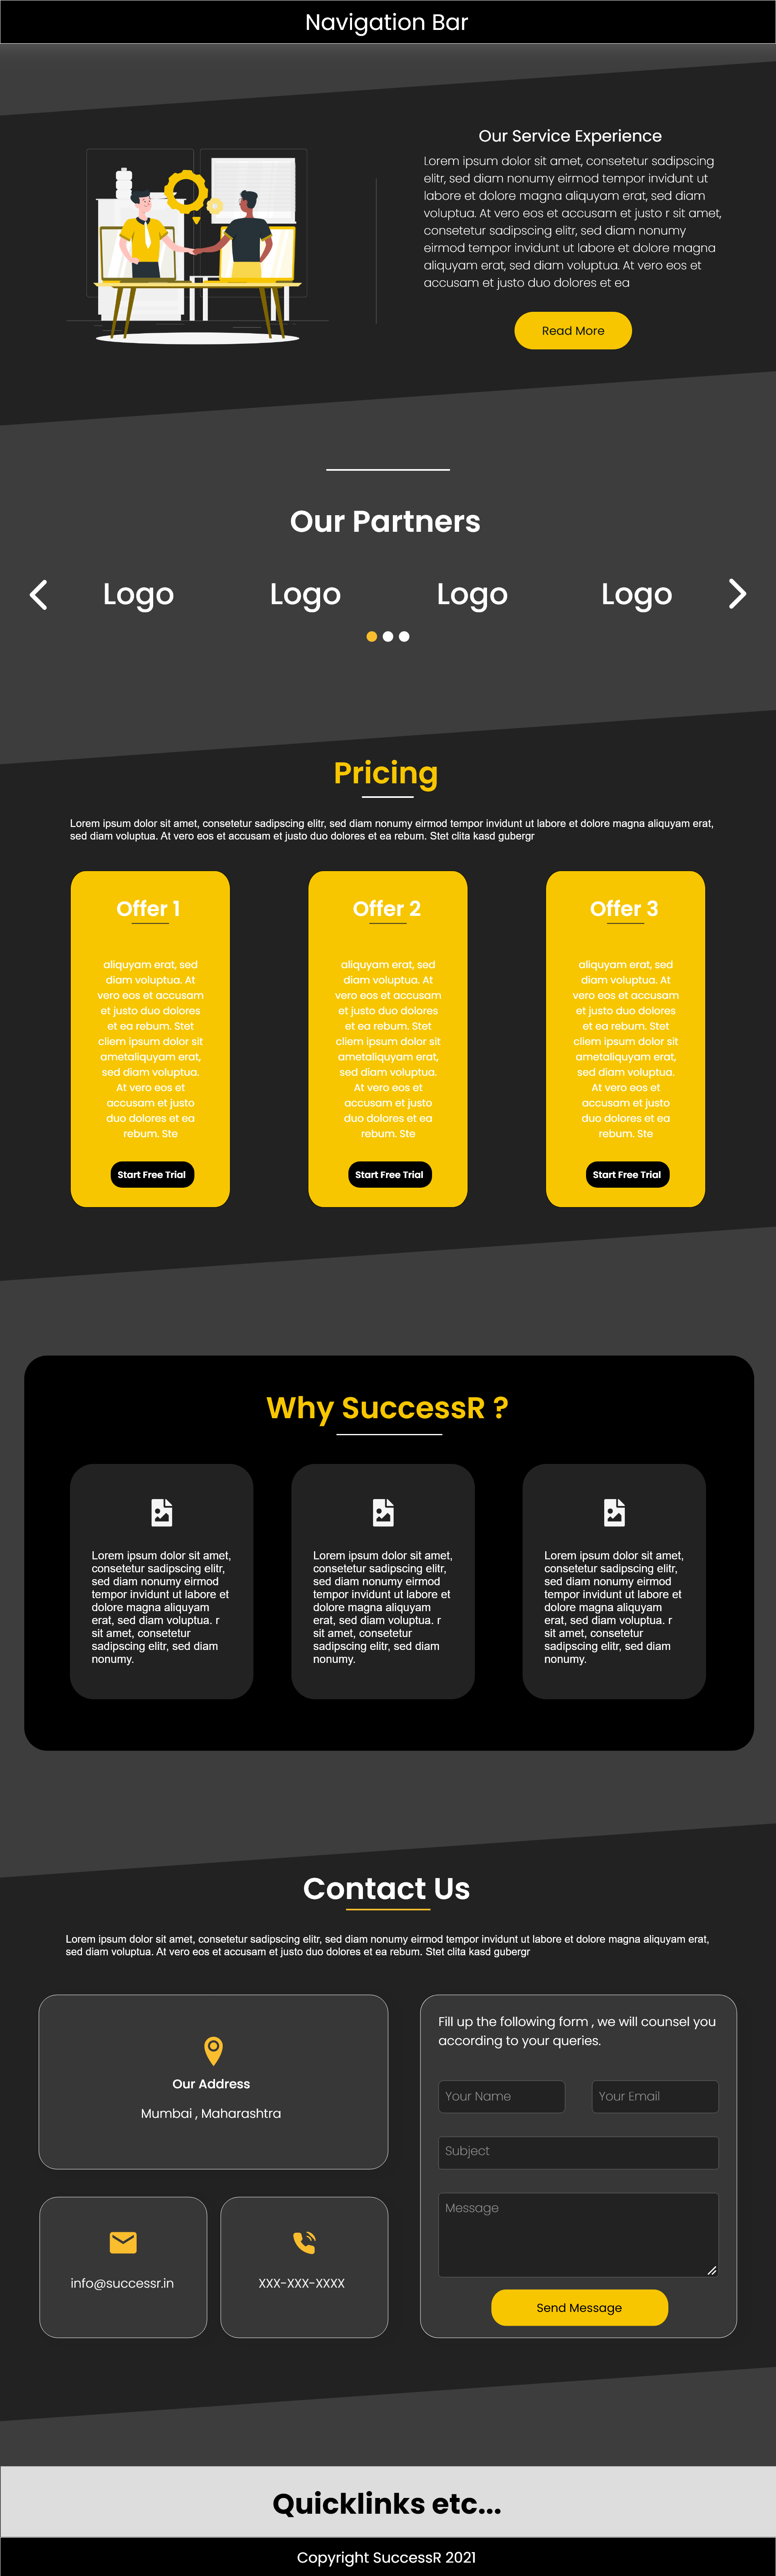 Navigation Bar
Our Service Experience
Lorem ipsum dolor sit amet, consetetur sadipscing
elitr, sed diam nonumy eirmod tempor invidunt ut
labore et dolore magna aliquyam erat, sed diam
voluptua. At vero eos et accusam et justo r sit amet,
consetetur sadipscing elitr, sed diam nonumy
eirmod tempor invidunt ut labore et dolore magna
aliquyam erat, sed diam voluptua. At vero eos et
accusam et justo duo dolores et ea
Read More
Our Partners
Logo Logo Logo Logo
Pricing
Lorem ipsum dolor sit amet, consetetur sadipscing elitr, sed diam nonumy eirmod tempor invidunt ut labore et dolore magna aliquyam erat,
sed diam voluptua. At vero eos et accusam et justo duo dolores et ea rebum. Stet clita kasd gubergr
Offer 1
aliquyam erat, sed
diam voluptua. At
vero eos et accusam
et justo duo dolores
et ea rebum. Stet
cliem ipsum dolor sit
ametaliquyam erat,
sed diam voluptua.
At vero eos et
accusam et justo
duo dolores et ea
rebum. Ste
Start Free Trial
Offer 2
aliquyam erat, sed
diam voluptua. At
vero eos et accusam
et justo duo dolores
et ea rebum. Stet
cliem ipsum dolor sit
ametaliquyam erat,
sed diam voluptua.
At vero eos et
accusam et justo
duo dolores et ea
rebum. Ste
Start Free Trial
Offer 3
aliquyam erat, sed
diam voluptua. At
vero eos et accusam
et justo duo dolores
et ea rebum. Stet
cliem ipsum dolor sit
ametaliquyam erat,
sed diam voluptua.
At vero eos et
accusam et justo
duo dolores et ea
rebum. Ste
Start Free Trial
Why SuccessR ?
Lorem ipsum dolor sit amet,
consetetur sadipscing elitr,
sed diam nonumy eirmod
tempor invidunt ut labore et
dolore magna aliquyam
erat, sed diam voluptua. r
sit amet, consetetur
sadipscing elitr, sed diam
nonumy.
Lorem ipsum dolor sit amet,
consetetur sadipscing elitr,
sed diam nonumy eirmod
tempor invidunt ut labore et
dolore magna aliquyam
erat, sed diam voluptua. r
sit amet, consetetur
sadipscing elitr, sed diam
nonumy.
Lorem ipsum dolor sit amet,
consetetur sadipscing elitr,
sed diam nonumy eirmod
tempor invidunt ut labore et
dolore magna aliquyam
erat, sed diam voluptua. r
sit amet, consetetur
sadipscing elitr, sed diam
nonumy.
Contact Us
Lorem ipsum dolor sit amet, consetetur sadipscing elitr, sed diam nonumy eirmod tempor invidunt ut labore et dolore magna aliquyam erat,
sed diam voluptua. At vero eos et accusam et justo duo dolores et ea rebum. Stet clita kasd gubergr
Our Address
Mumbai , Maharashtra
info@successr.in
XXX-XXX-XXXX
Fill up the following form , we will counsel you
according to your queries.
Your Name
Your Email
Subject
Message
Send Message
Quicklinks etc...
Copyright SuccessR 2021